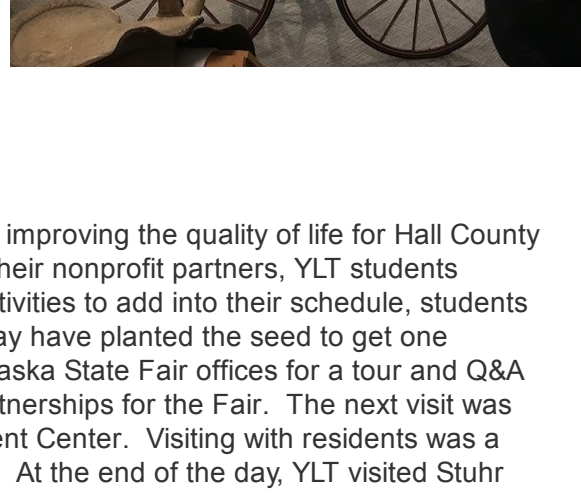 improving the quality of life for Hall County
heir nonprofit partners, YLT students
tivities to add into their schedule, students
ay have planted the seed to get one
aska State Fair offices for a tour and Q&A
tnerships for the Fair.  The next visit was
ent Center.  Visiting with residents was a
At the end of the day, YLT visited Stuhr